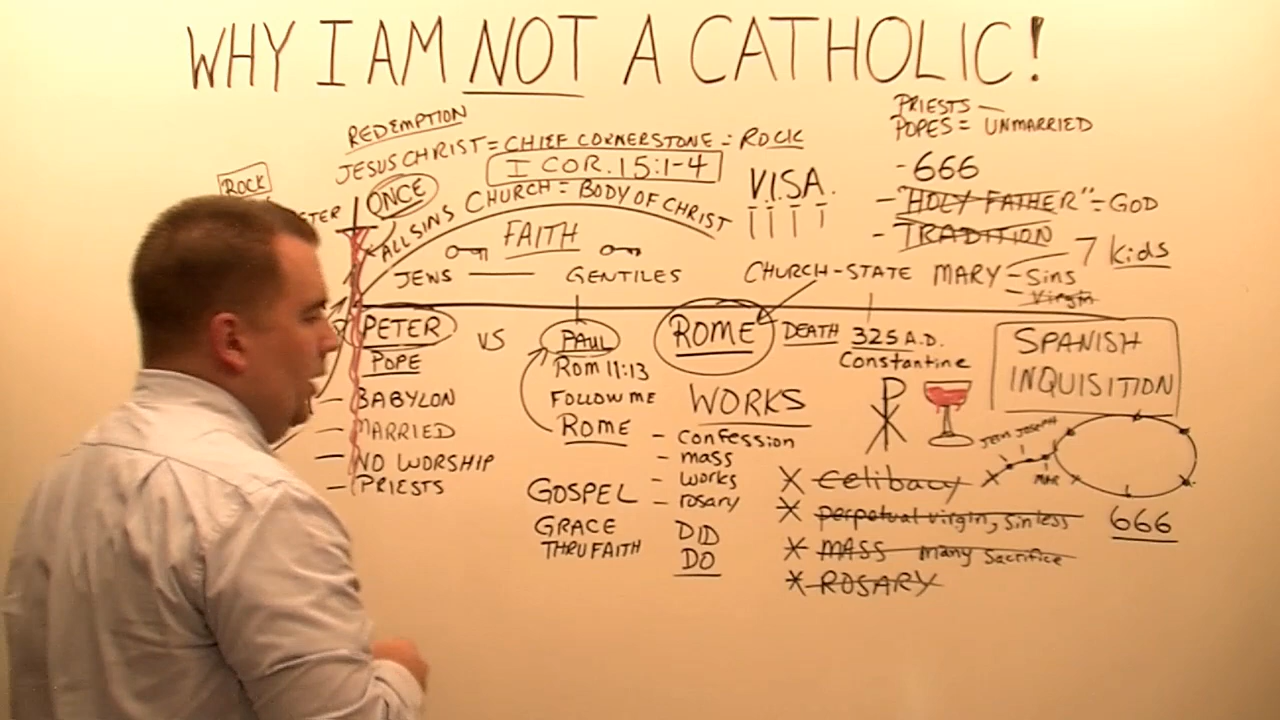 WHY I AM NOT A CATHOLIC!
REDEMPTION
JESUS CHRIST = CHIEF CORNERSTONE = ROCK
I COR. 15:1-4
ROCK
ONCE
ALL SINS CHURCH = BODY OF CHRIST
FAITH
JEWS — GENTILES
V.I.S.A.
PRIESTS —
POPES = UNMARRIED
- 666
- "HOLY FATHER" = GOD
- TRADITION
7 kids
CHURCH - STATE
MARY - Sins
- Virgin
PETER VS PAUL
POPE
- BABYLON
- MARRIED
- NO WORSHIP
- PRIESTS
Rom 11:13
FOLLOW ME
ROME
GOSPEL
GRACE
THRU FAITH
ROME
WORKS
- confession
- mass
- works
- rosary
DID
DO
DEATH 325 A.D.
Constantine
SPANISH
INQUISITION
JESUS JOSEPH
MAR
666
X Celibacy X
X perpetual virgin, Sinless
X MASS many Sacrifice
X ROSARY